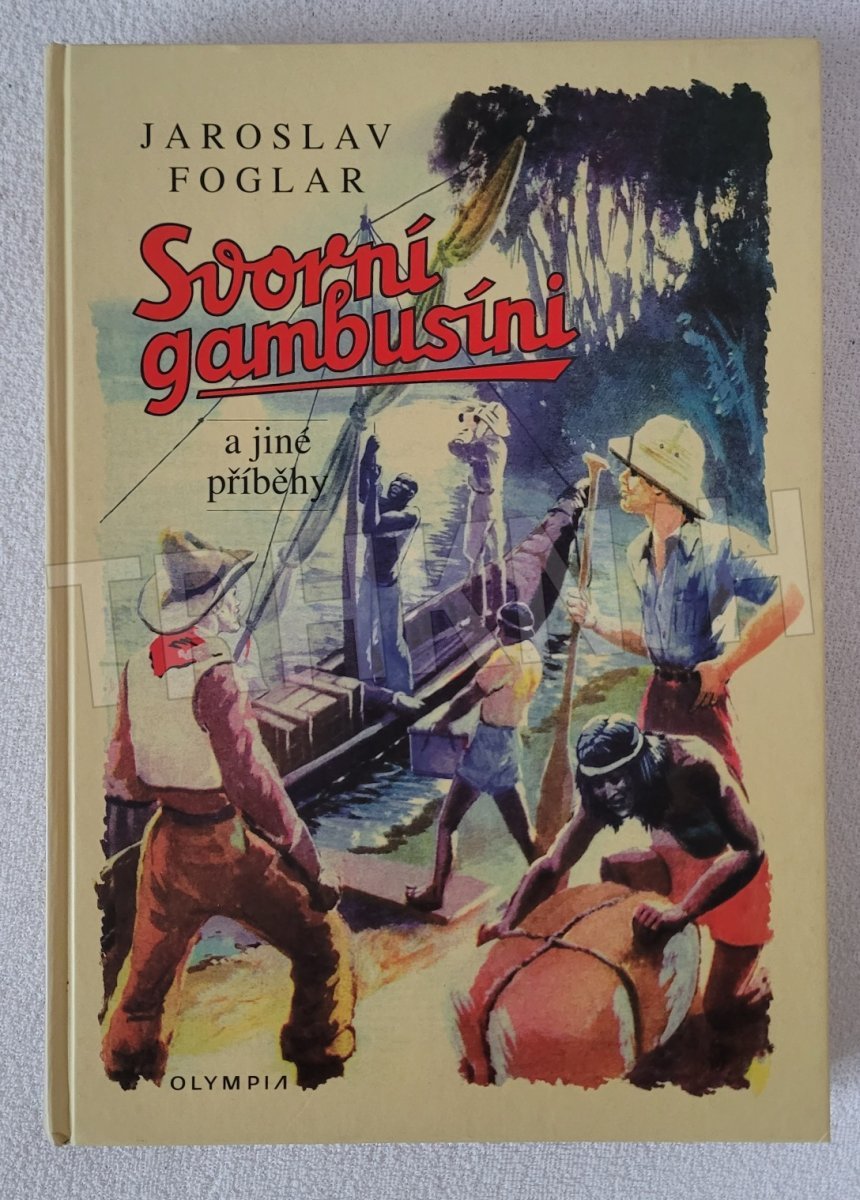 JAROSLAV
FOGLAR
Svorní
gambusíni
a jiné
příběhy
OLYMPIA